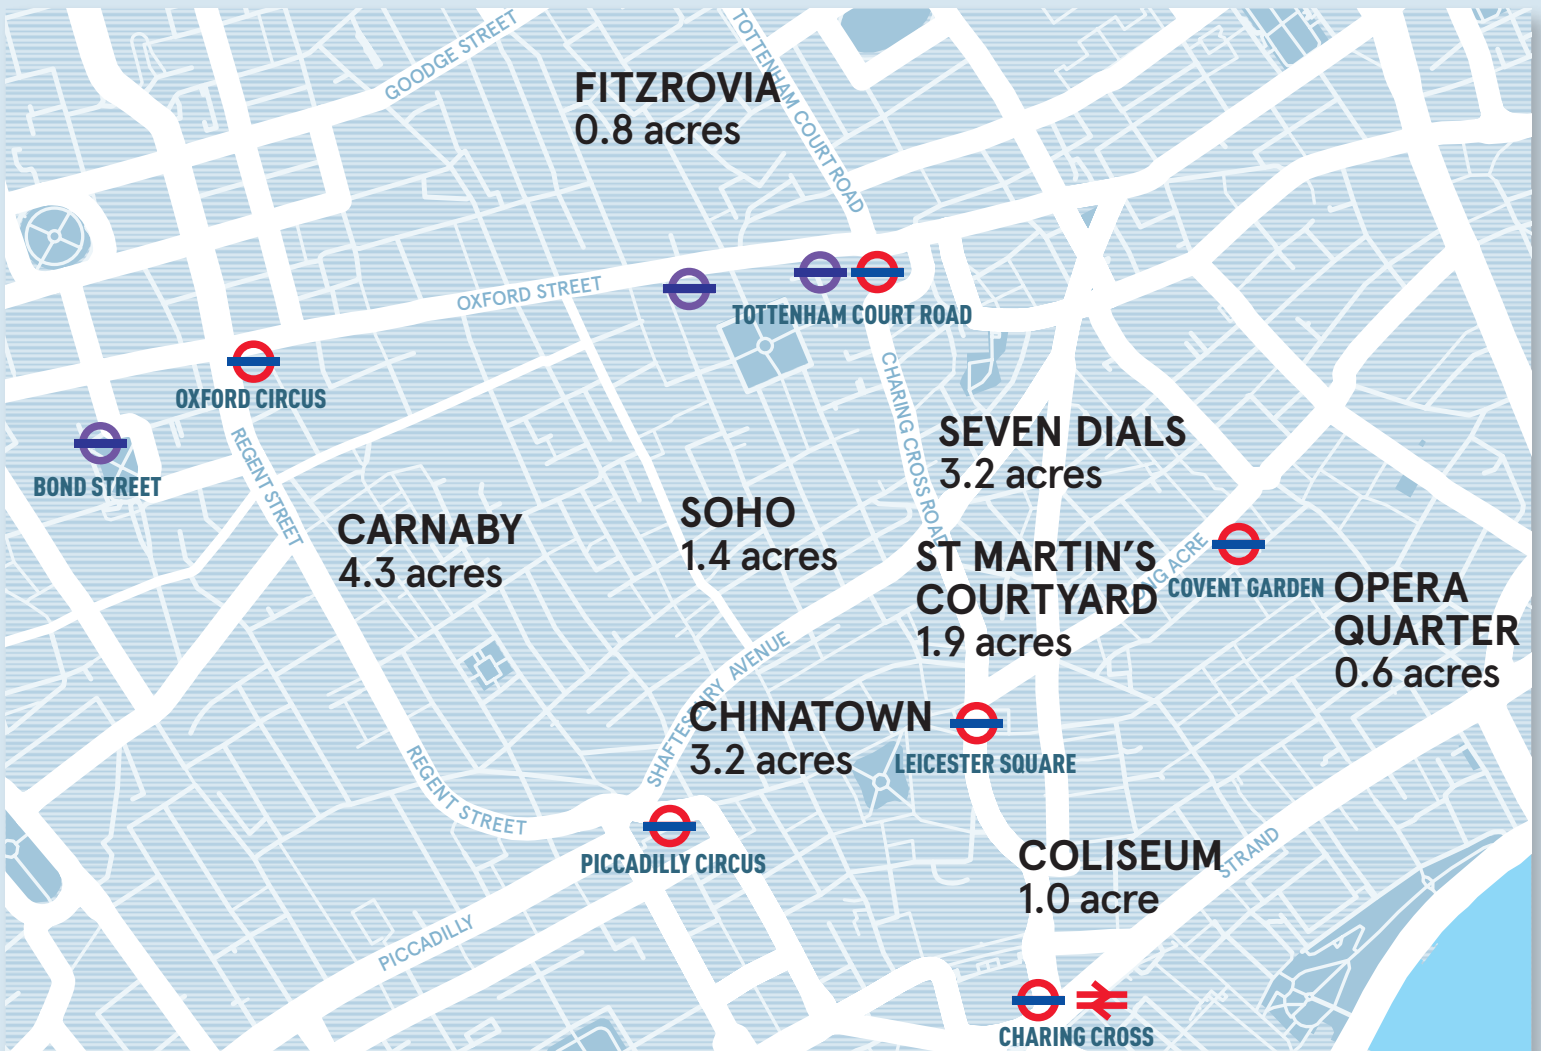 GOODGE STREET
TOTTENHAM COURT ROAD
FITZROVIA
0.8 acres
OXFORD STREET
TOTTENHAM COURT ROAD
OXFORD CIRCUS
BOND STREET
REGENT STREET
CHARING CROSS ROAD
SEVEN DIALS
3.2 acres
CARNABY
4.3 acres
SOHO
1.4 acres
ST MARTIN’S
COURTYARD
1.9 acres
LONG ACRE
COVENT GARDEN
OPERA
QUARTER
0.6 acres
SHAFTESBURY AVENUE
CHINATOWN
3.2 acres
LEICESTER SQUARE
REGENT STREET
PICCADILLY CIRCUS
COLISEUM
1.0 acre
STRAND
PICCADILLY
CHARING CROSS